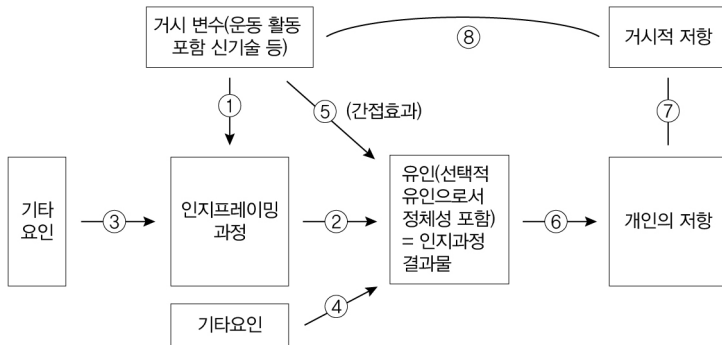 거시 변수(운동 활동
포함 신기술 등)
⑧
거시적 저항
①
⑤ (간접효과)
⑦
기타
요인
③
인지프레이밍
과정
②
유인(선택적
유인으로서
정체성 포함)
= 인지과정
결과물
⑥
개인의 저항
④
기타요인